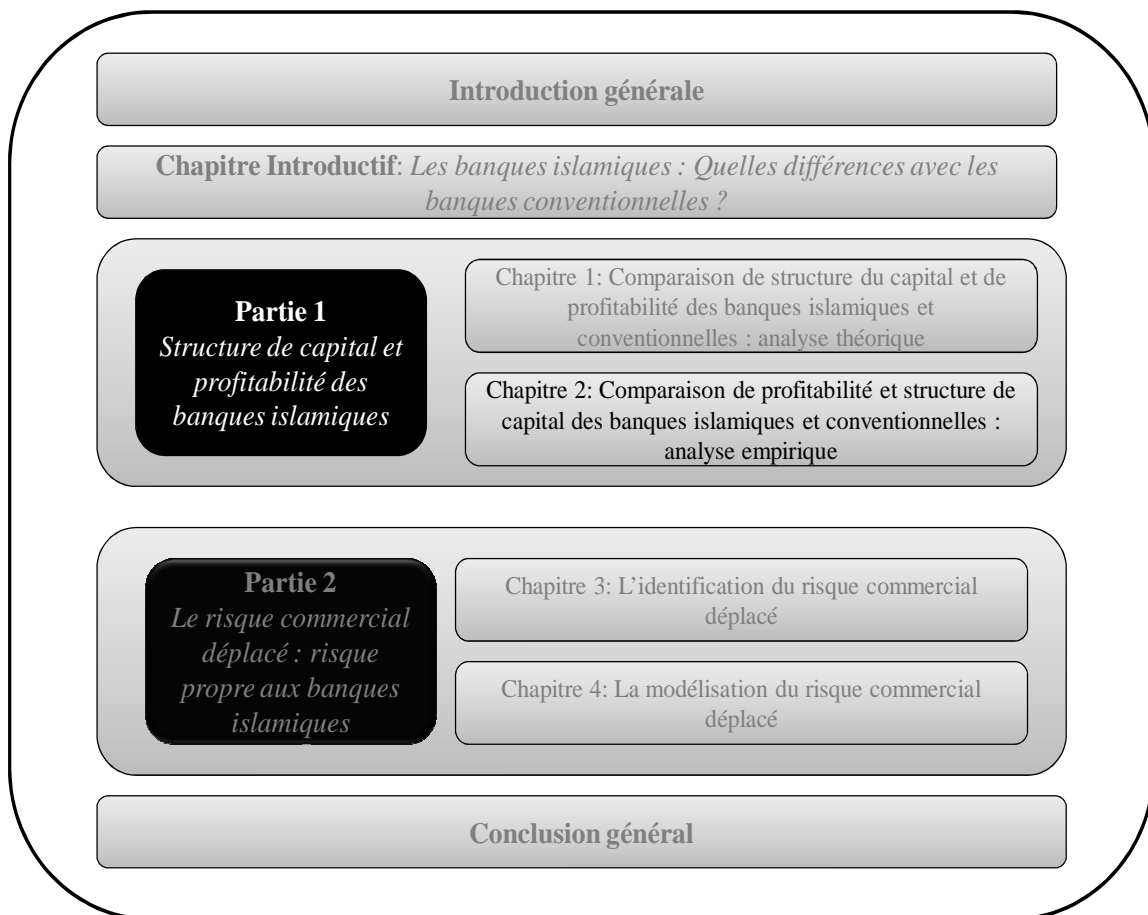 Introduction générale
Chapitre Introductif: Les banques islamiques : Quelles différences avec les
banques conventionnelles ?
Partie 1
Structure de capital et
profitabilité des
banques islamiques
Chapitre 1: Comparaison de structure du capital et de
profitabilité des banques islamiques et
conventionnelles : analyse théorique
Chapitre 2: Comparaison de profitabilité et structure de
capital des banques islamiques et conventionnelles :
analyse empirique
Partie 2
Le risque commercial
déplacé : risque
propre aux banques
islamiques
Chapitre 3: L’identification du risque commercial
déplacé
Chapitre 4: La modélisation du risque commercial
déplacé
Conclusion général